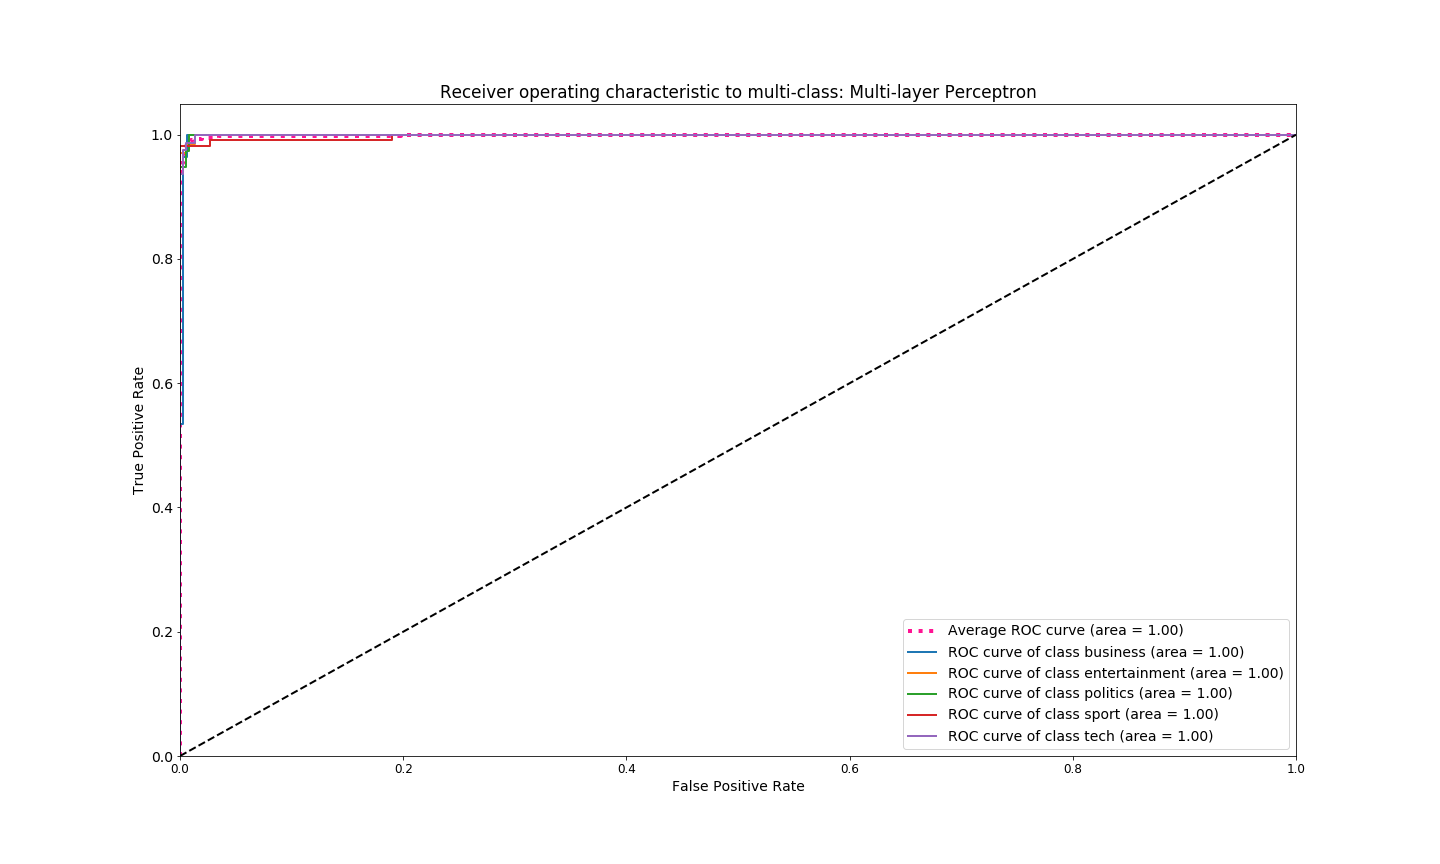 Receiver operating characteristic to multi-class: Multi-layer Perceptron
1.0
0.8
0.6
0.4
0.2
0.0
True Positive Rate
0.0 0.2 0.4 0.6 0.8 1.0
False Positive Rate
Average ROC curve (area = 1.00)
ROC curve of class business (area = 1.00)
ROC curve of class entertainment (area = 1.00)
ROC curve of class politics (area = 1.00)
ROC curve of class sport (area = 1.00)
ROC curve of class tech (area = 1.00)